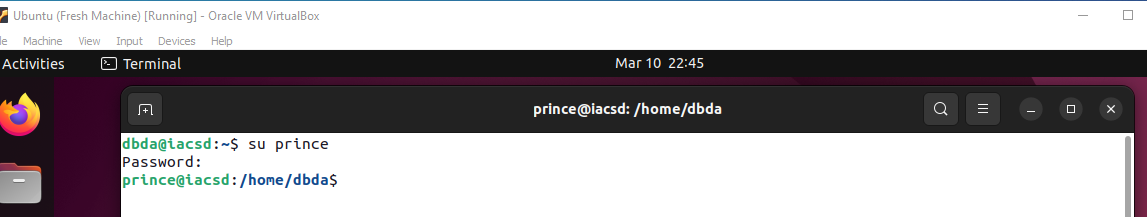 Ubuntu (Fresh Machine) [Running] - Oracle VM VirtualBox
Machine View Input Devices Help
Activities Terminal Mar 10 22:45
prince@iacsd: /home/dbda
dbda@iacsd:~$ su prince
Password:
prince@iacsd:/home/dbda$